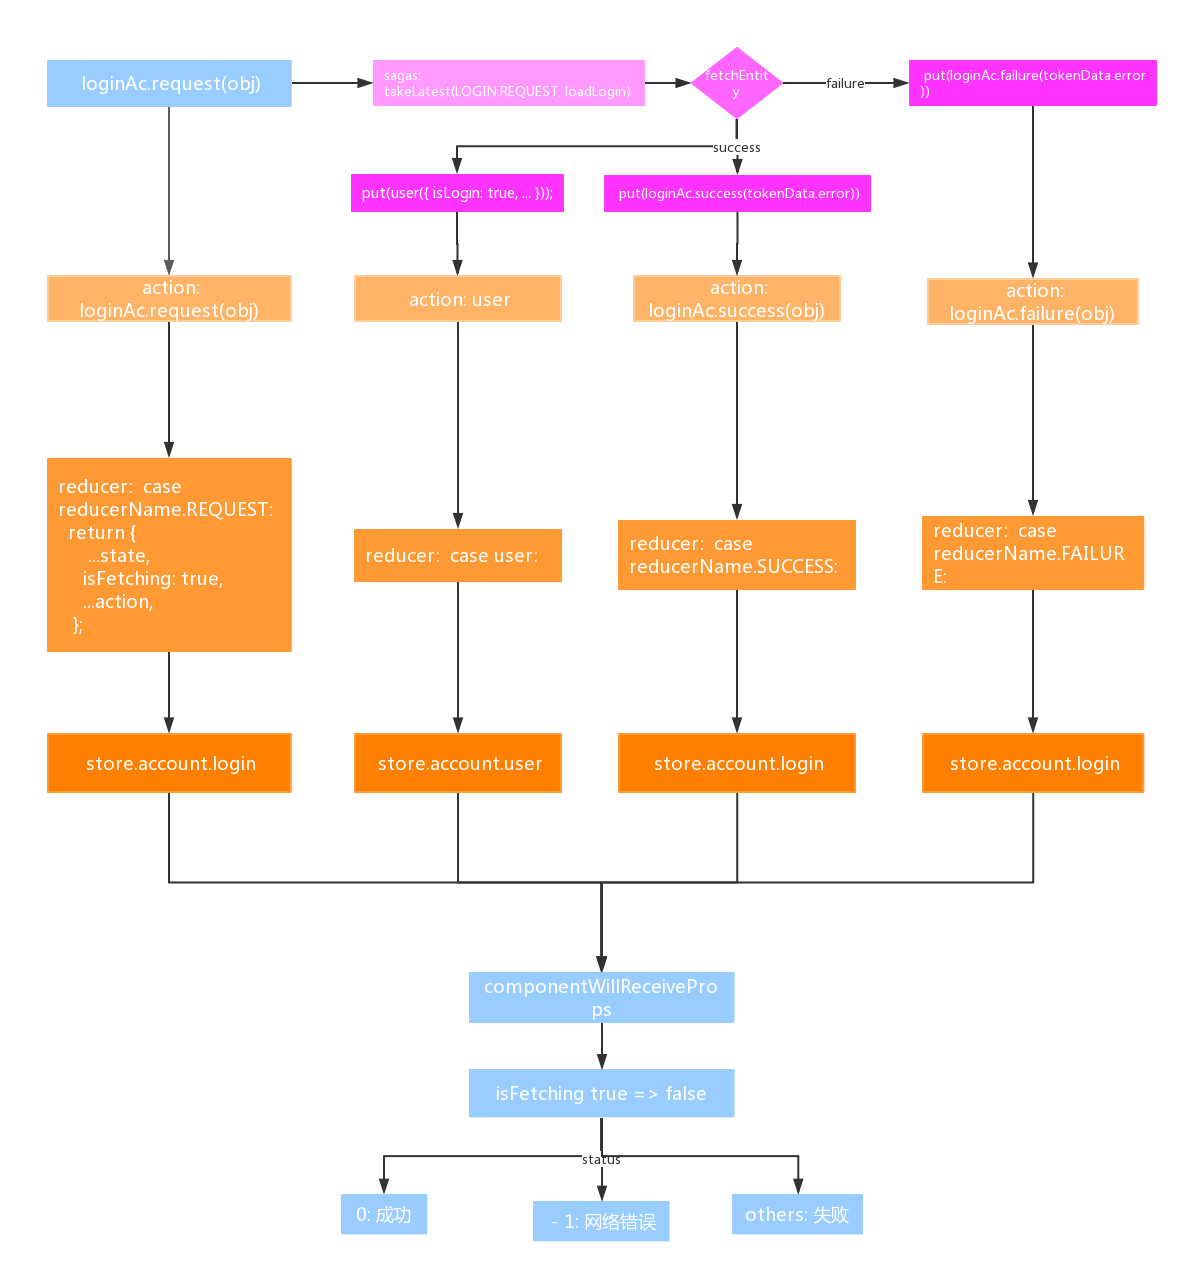 loginAc.request(obj)
sagas:
takeLatest(LOGIN.REQUEST, loadLogin)
fetchEntit
y
failure
put(loginAc.failure(tokenData.error
))
success
put(user({ isLogin: true, ... }));
put(loginAc.success(tokenData.error))
action:
loginAc.request(obj)
action: user
action:
loginAc.success(obj)
action:
loginAc.failure(obj)
reducer:  case
reducerName.REQUEST:
return {
...state,
isFetching: true,
...action,
};
reducer:  case user:
reducer:  case
reducerName.SUCCESS:
reducer:  case
reducerName.FAILUR
E:
store.account.login
store.account.user
store.account.login
store.account.login
componentWillReceivePro
ps
isFetching true => false
status
0: 成功
- 1: 网络错误
others: 失败